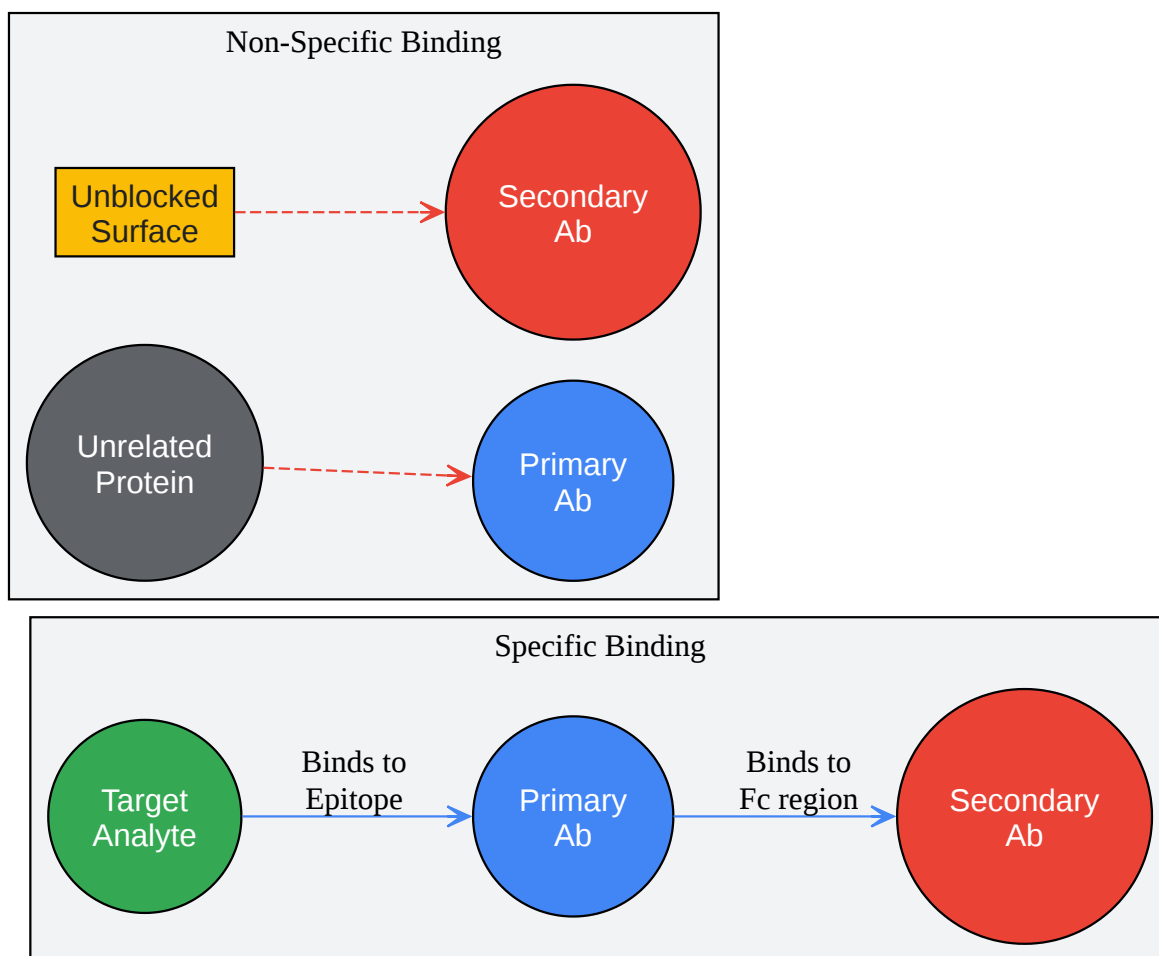 Non-Specific Binding
Unblocked
Surface
Secondary
Ab
Unrelated
Protein
Primary
Ab
Specific Binding
Target
Analyte
Binds to
Epitope
Primary
Ab
Binds to
Fc region
Secondary
Ab